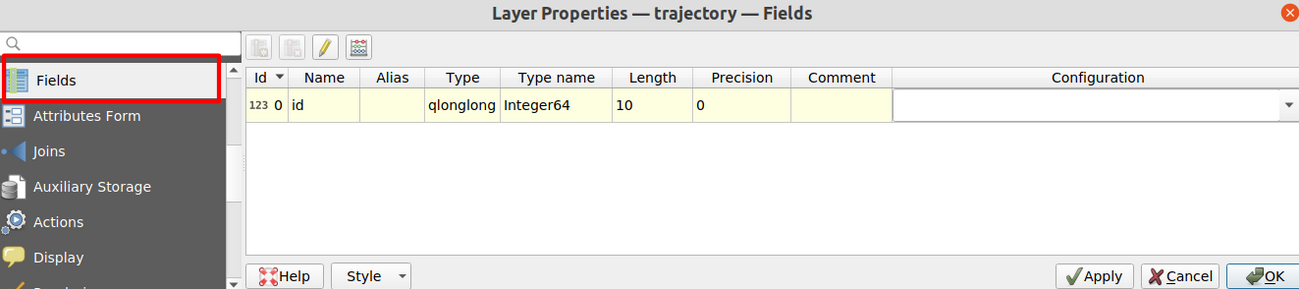 Layer Properties — trajectory — Fields
Fields
Attributes Form
Joins
Auxiliary Storage
Actions
Display
Id Name Alias Type Type name Length Precision Comment Configuration
123 0 id qlonglong Integer64 10 0
Help Style Apply Cancel OK